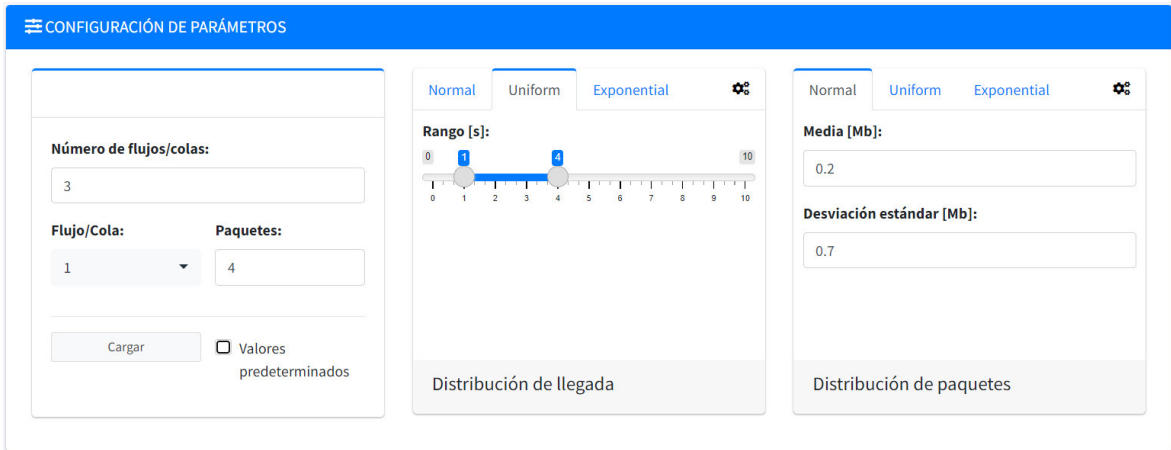 CONFIGURACIÓN DE PARÁMETROS
Número de flujos/colas:
3
Flujo/Cola: Paquetes:
1 4
Cargar
Valores
predeterminados
Normal Uniform Exponential
Rango [s]:
0 1 4 10
0 1 2 3 4 5 6 7 8 9 10
Distribución de llegada
Normal Uniform Exponential
Media [Mb]:
0.2
Desviación estándar [Mb]:
0.7
Distribución de paquetes